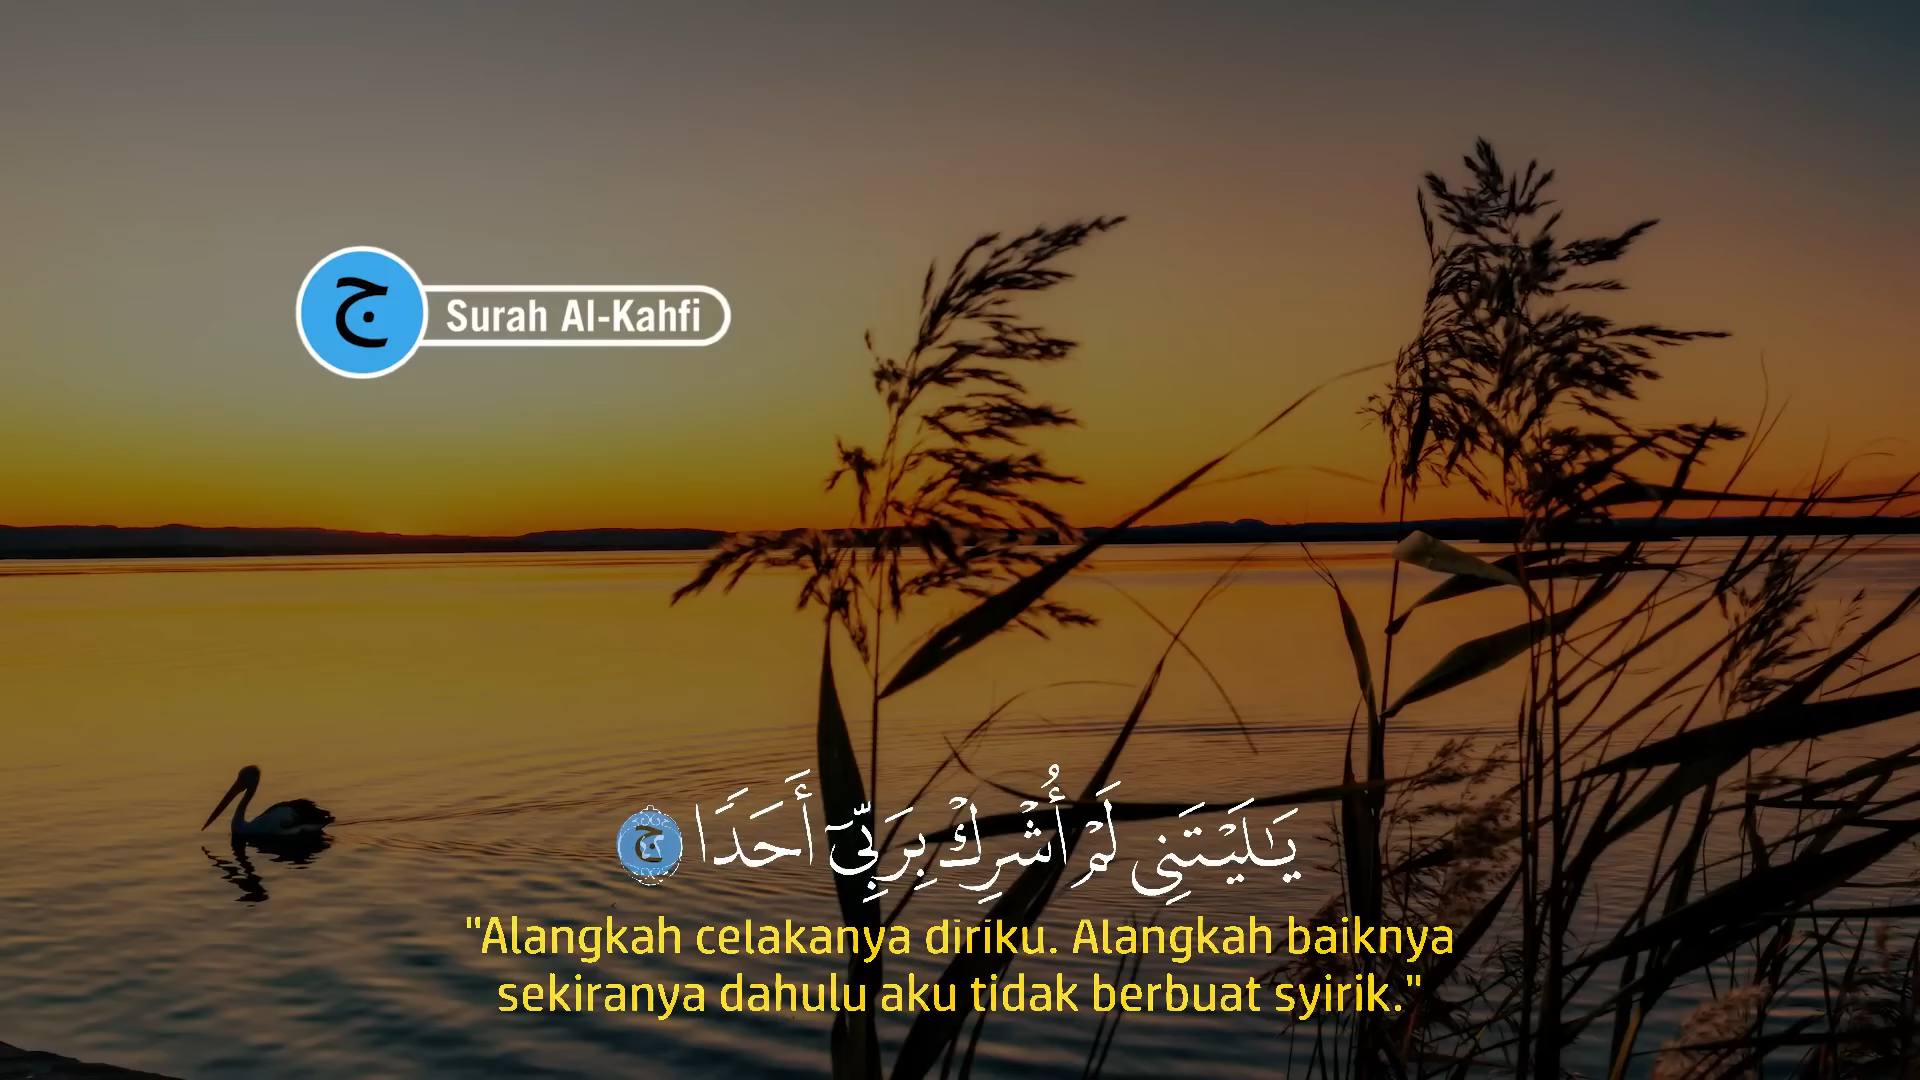 ج
Surah Al-Kahfi
يَـٰلَيْتَنِى لَمْ أُشْرِكْ بِرَبِّىٓ أَحَدًا
"Alangkah celakanya diriku. Alangkah baiknya
sekiranya dahulu aku tidak berbuat syirik."